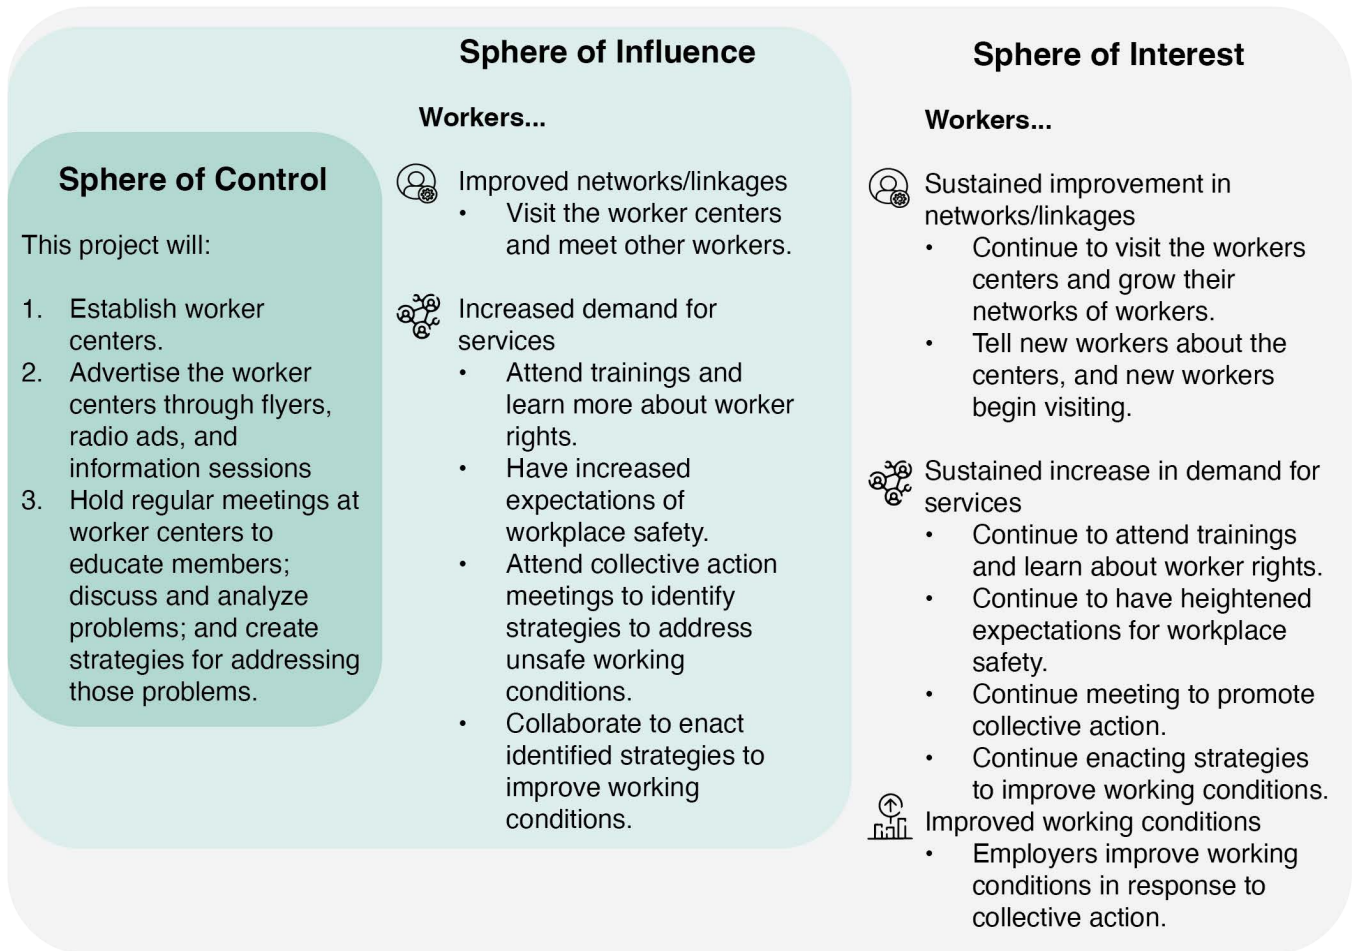 Sphere of Control
This project will:
1. Establish worker
centers.
2. Advertise the worker
centers through flyers,
radio ads, and
information sessions
3. Hold regular meetings at
worker centers to
educate members;
discuss and analyze
problems; and create
strategies for addressing
those problems.
Sphere of Influence
Workers...
Improved networks/linkages
• Visit the worker centers
and meet other workers.
Increased demand for
services
• Attend trainings and
learn more about worker
rights.
• Have increased
expectations of
workplace safety.
• Attend collective action
meetings to identify
strategies to address
unsafe working
conditions.
• Collaborate to enact
identified strategies to
improve working
conditions.
Sphere of Interest
Workers...
Sustained improvement in
networks/linkages
• Continue to visit the workers
centers and grow their
networks of workers.
• Tell new workers about the
centers, and new workers
begin visiting.
Sustained increase in demand for
services
• Continue to attend trainings
and learn about worker rights.
• Continue to have heightened
expectations for workplace
safety.
• Continue meeting to promote
collective action.
• Continue enacting strategies
to improve working conditions.
Improved working conditions
• Employers improve working
conditions in response to
collective action.